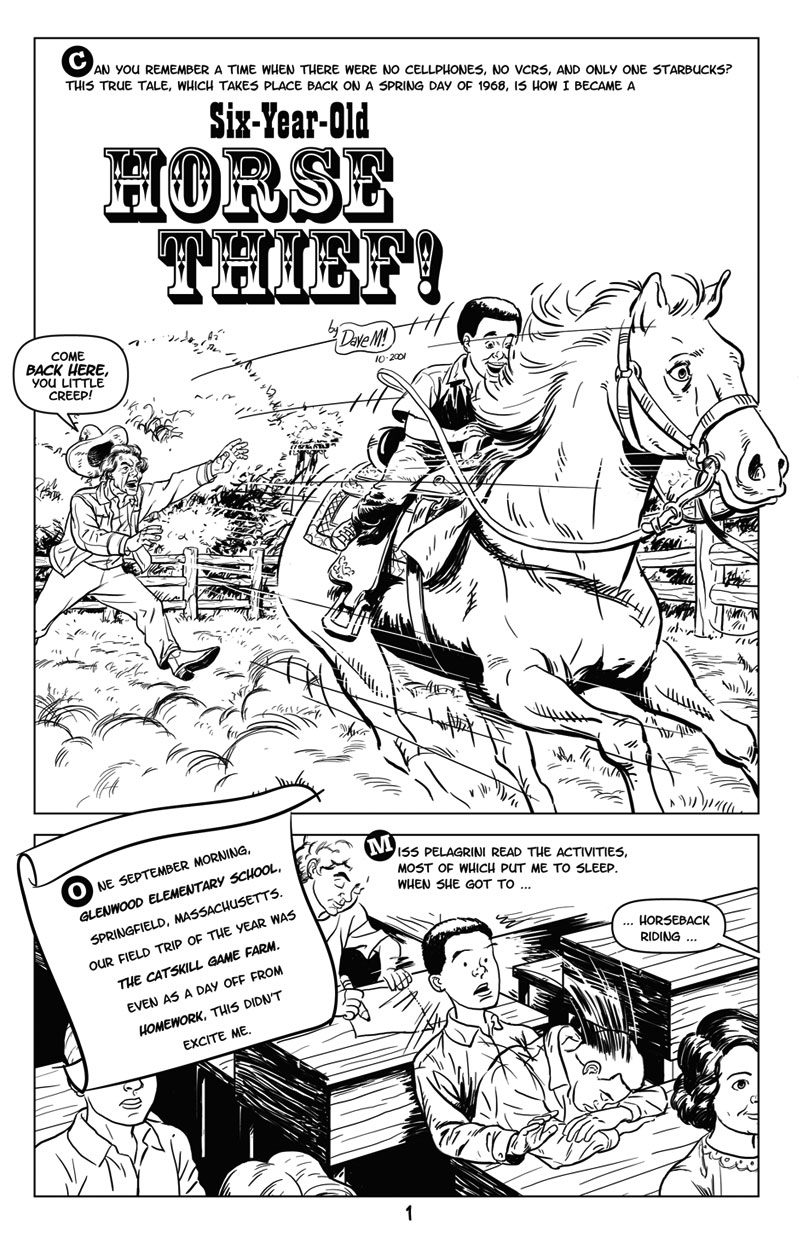 CAN YOU REMEMBER A TIME WHEN THERE WERE NO CELLPHONES, NO VCRS, AND ONLY ONE STARBUCKS?
THIS TRUE TALE, WHICH TAKES PLACE BACK ON A SPRING DAY OF 1968, IS HOW I BECAME A
Six-Year-Old
HORSE
THIEF!
by
Dave M!
10-2001
COME
BACK HERE,
YOU LITTLE
CREEP!
ONE SEPTEMBER MORNING,
GLENWOOD ELEMENTARY SCHOOL,
SPRINGFIELD, MASSACHUSETTS.
OUR FIELD TRIP OF THE YEAR WAS
THE CATSKILL GAME FARM.
EVEN AS A DAY OFF FROM
HOMEWORK, THIS DIDN'T
EXCITE ME.
MISS PELAGRINI READ THE ACTIVITIES,
MOST OF WHICH PUT ME TO SLEEP.
WHEN SHE GOT TO ...
... HORSEBACK
RIDING ...
1